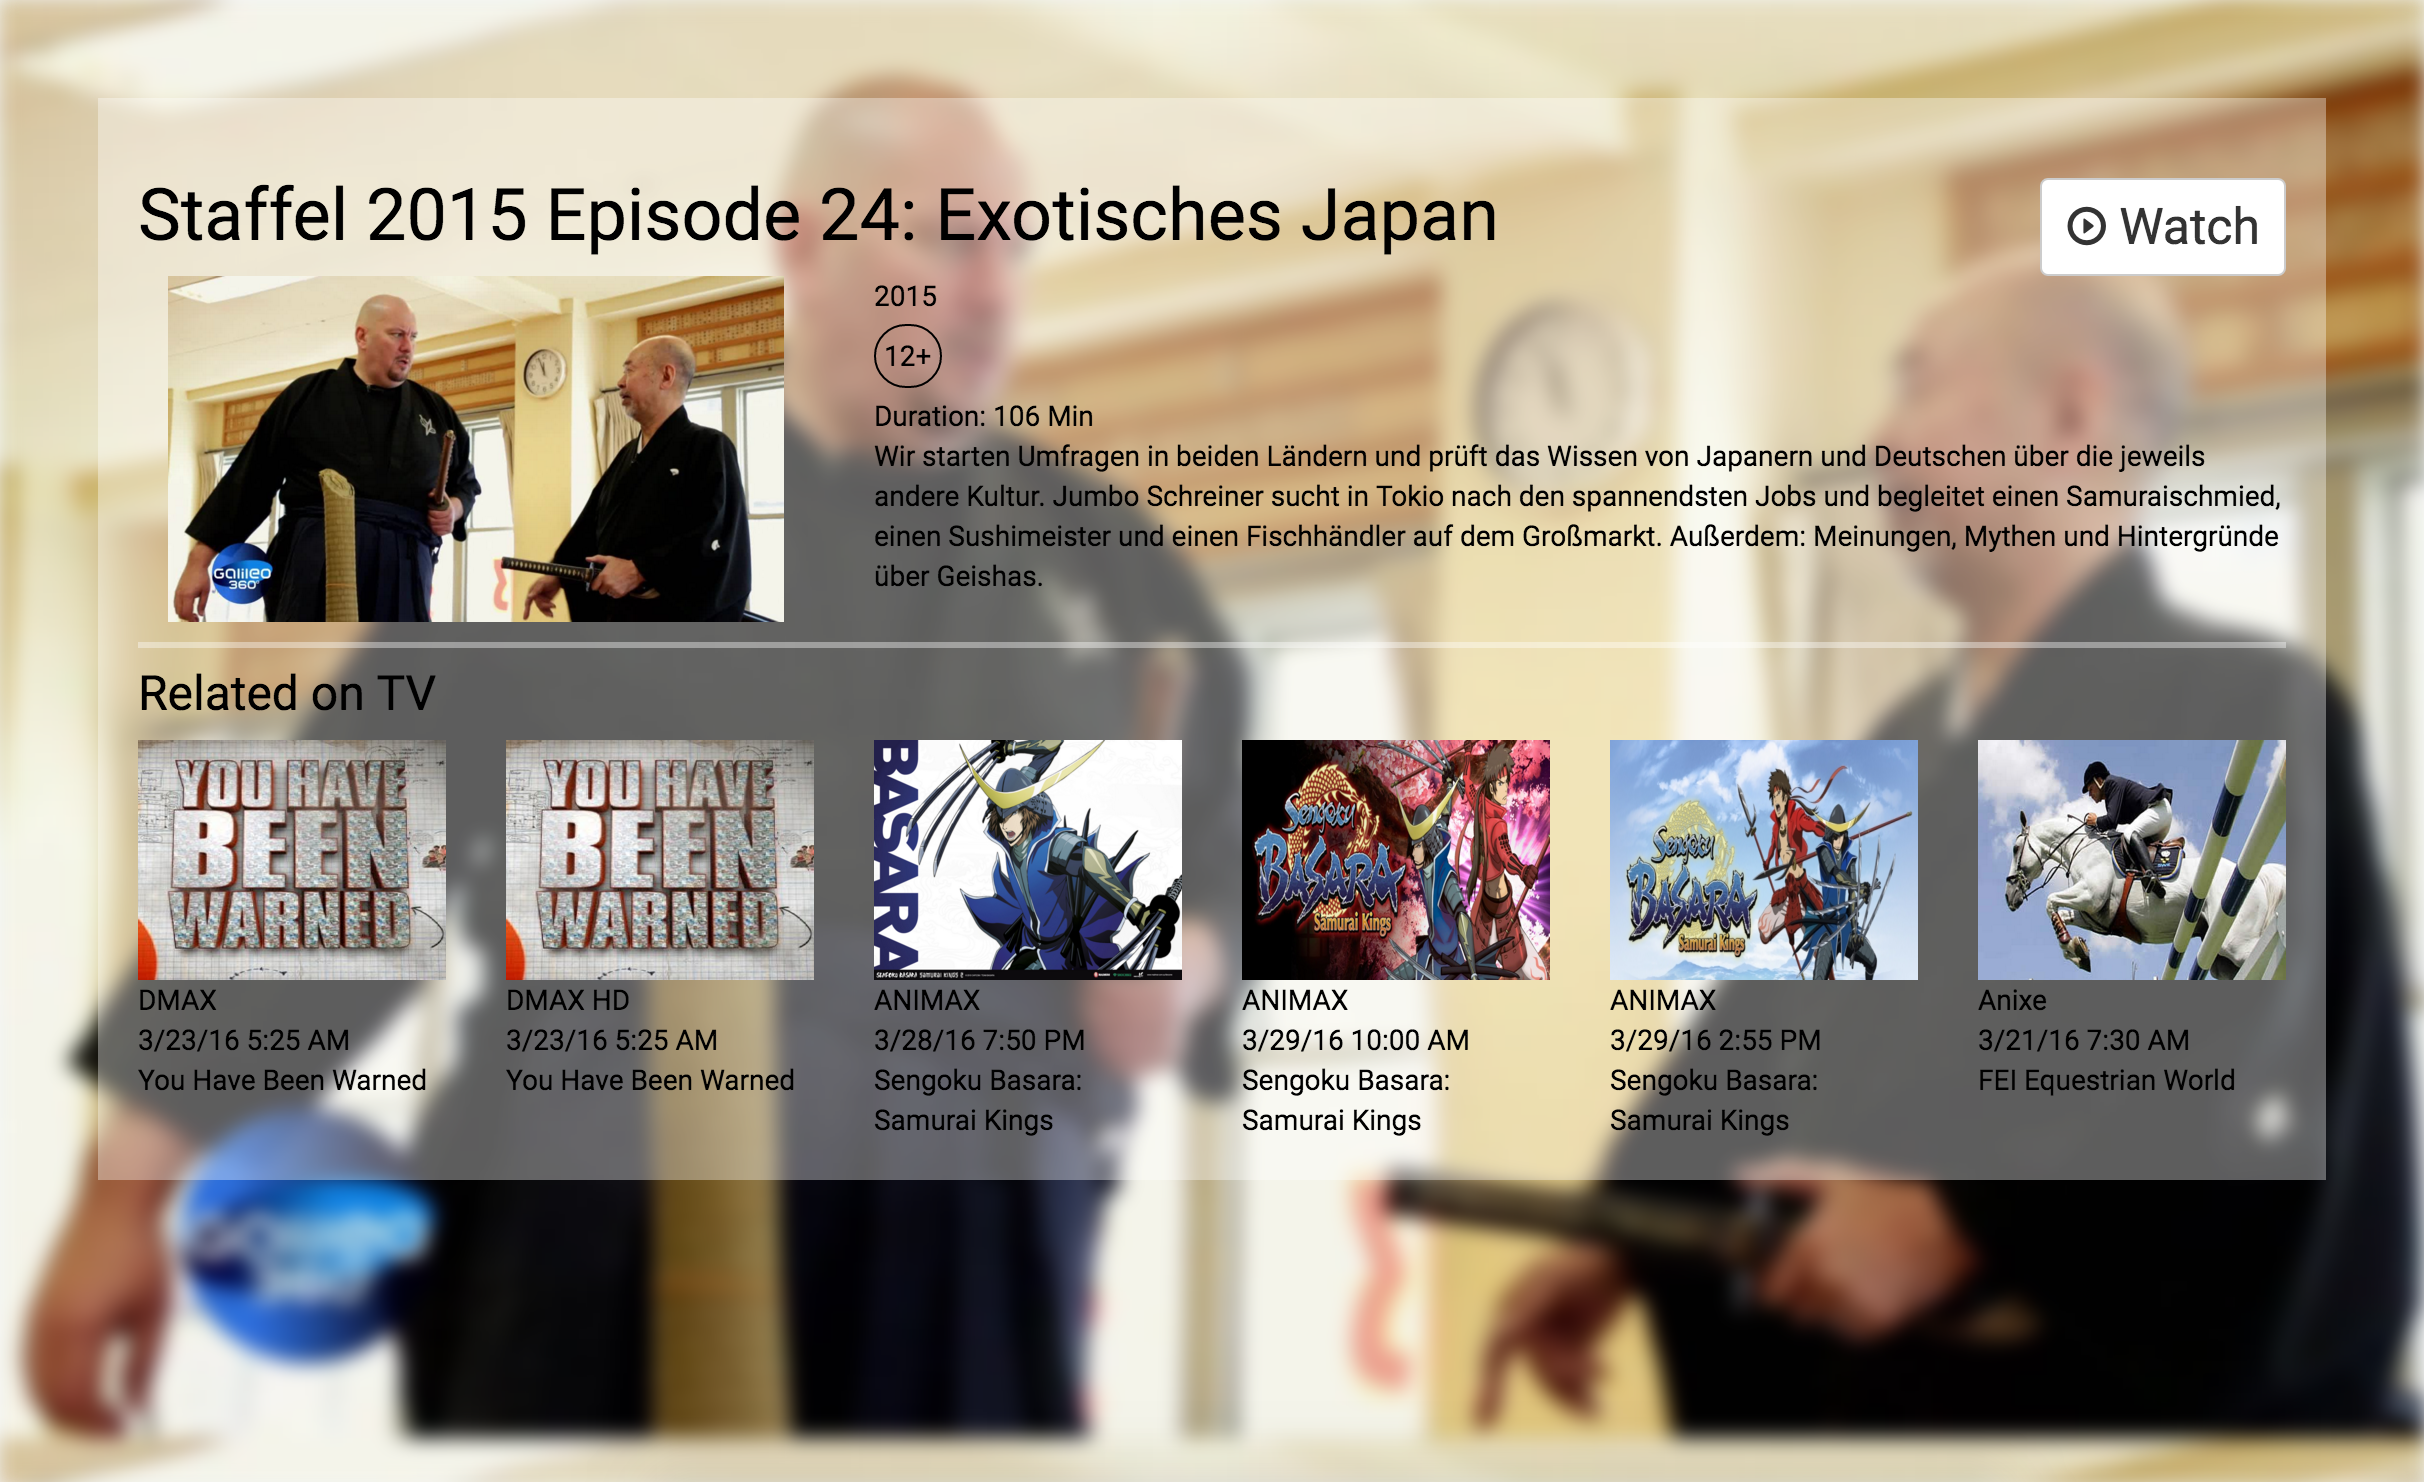 Staffel 2015 Episode 24: Exotisches Japan
Watch
2015
12+
Duration: 106 Min
Wir starten Umfragen in beiden Ländern und prüft das Wissen von Japanern und Deutschen über die jeweils
andere Kultur. Jumbo Schreiner sucht in Tokio nach den spannendsten Jobs und begleitet einen Samuraischmied,
einen Sushimeister und einen Fischhändler auf dem Großmarkt. Außerdem: Meinungen, Mythen und Hintergründe
über Geishas.
Galileo
360°
Related on TV
YOU HAVE
BEEN
WARNED
DMAX
3/23/16 5:25 AM
You Have Been Warned
YOU HAVE
BEEN
WARNED
DMAX HD
3/23/16 5:25 AM
You Have Been Warned
BASARA
ANIMAX
3/28/16 7:50 PM
Sengoku Basara:
Samurai Kings
Sengoku
BASARA
Samurai Kings
ANIMAX
3/29/16 10:00 AM
Sengoku Basara:
Samurai Kings
Sengoku
BASARA
Samurai Kings
ANIMAX
3/29/16 2:55 PM
Sengoku Basara:
Samurai Kings
Anixe
3/21/16 7:30 AM
FEI Equestrian World